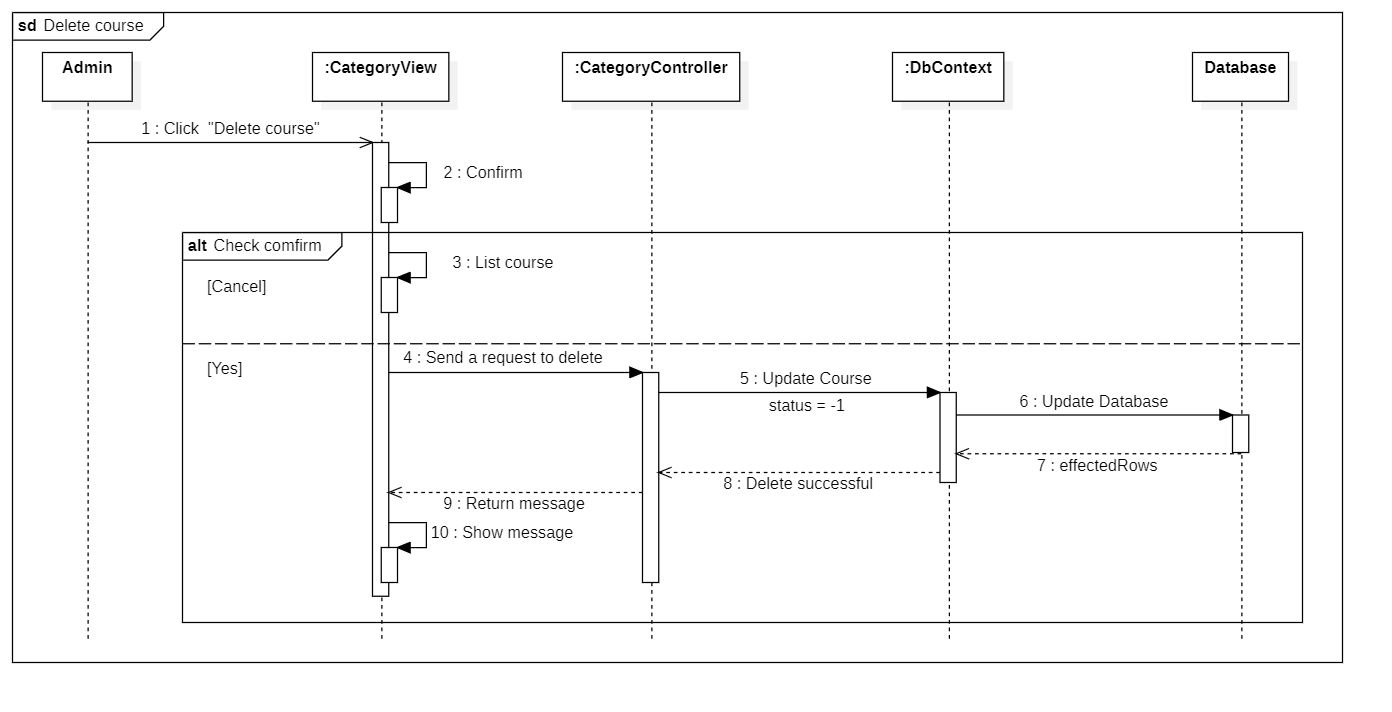 sd Delete course
Admin
:CategoryView
:CategoryController
:DbContext
Database
1 : Click  "Delete course"
2 : Confirm
alt Check comfirm
3 : List course
[Cancel]
4 : Send a request to delete
[Yes]
5 : Update Course
status = -1
6 : Update Database
7 : effectedRows
8 : Delete successful
9 : Return message
10 : Show message